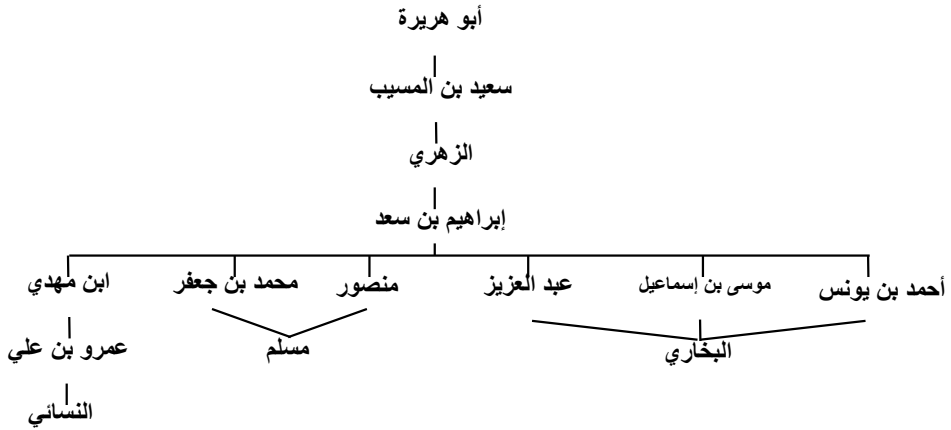 أبو هريرة
سعيد بن المسيب
الزهري
إبراهيم بن سعد
أحمد بن يونس
موسى بن إسماعيل
عبد العزيز
منصور
محمد بن جعفر
ابن مهدي
البخاري
مسلم
عمرو بن علي
النسائي